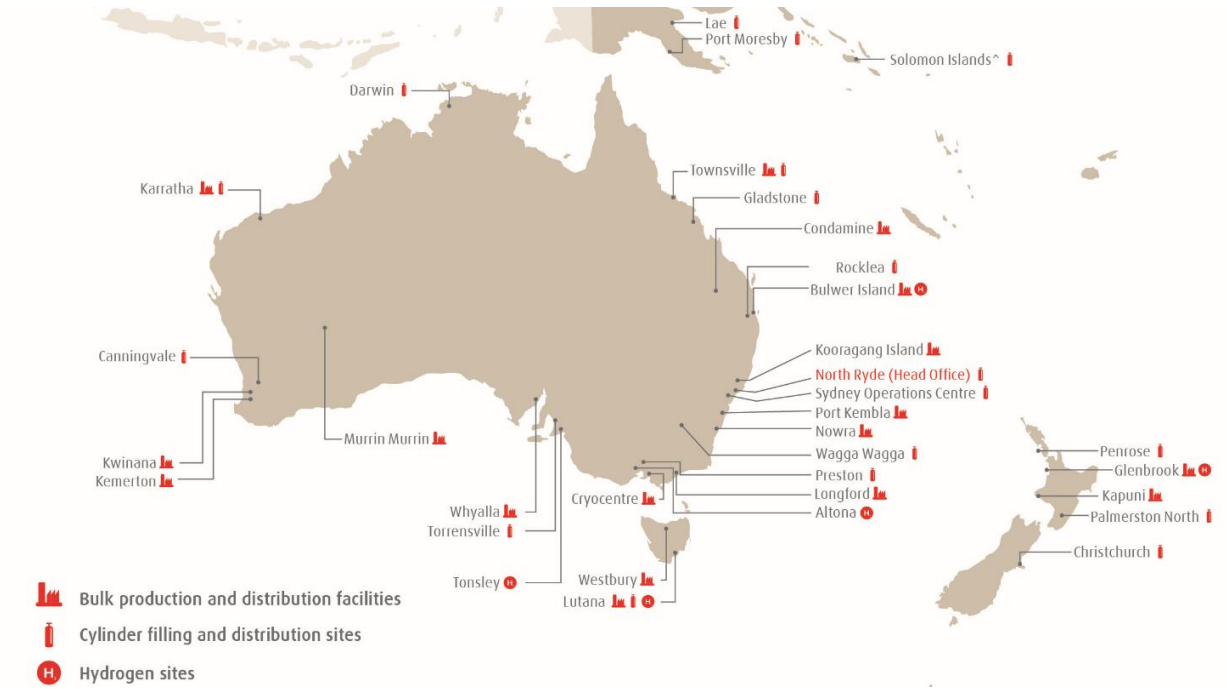 Lae
Port Moresby
Solomon Islands^
Darwin
Townsville
Karratha
Gladstone
Condamine
Rocklea
Bulwer Island
H
Kooragang Island
Canningvale
North Ryde (Head Office)
Sydney Operations Centre
Port Kembla
Nowra
Murrin Murrin
Wagga Wagga
Penrose
Kwinana
Glenbrook
H
Preston
Kemerton
Longford
Kapuni
Cryocentre
Whyalla
Altona
H
Palmerston North
Torrensville
Christchurch
Tonsley
H
Westbury
Lutana
H
Bulk production and distribution facilities
Cylinder filling and distribution sites
H
Hydrogen sites